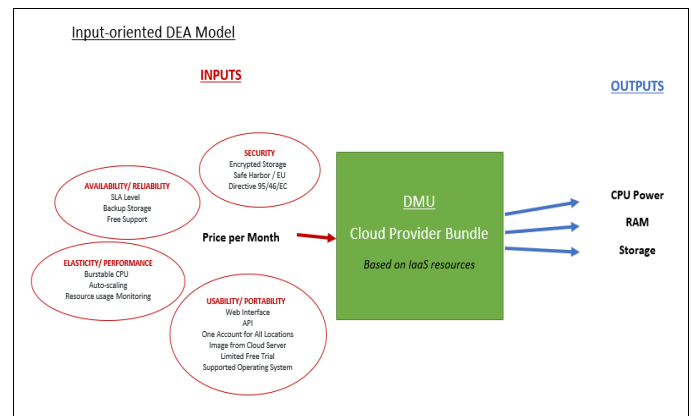 Input-oriented DEA Model
INPUTS
OUTPUTS
SECURITY
Encrypted Storage
Safe Harbor / EU
Directive 95/46/EC
AVAILABILITY/ RELIABILITY
SLA Level
Backup Storage
Free Support
Price per Month
ELASTICITY/ PERFORMANCE
Burstable CPU
Auto-scaling
Resource usage Monitoring
USABILITY/ PORTABILITY
Web Interface
API
One Account for All Locations
Image from Cloud Server
Limited Free Trial
Supported Operating System
DMU
Cloud Provider Bundle
Based on IaaS resources
CPU Power
RAM
Storage